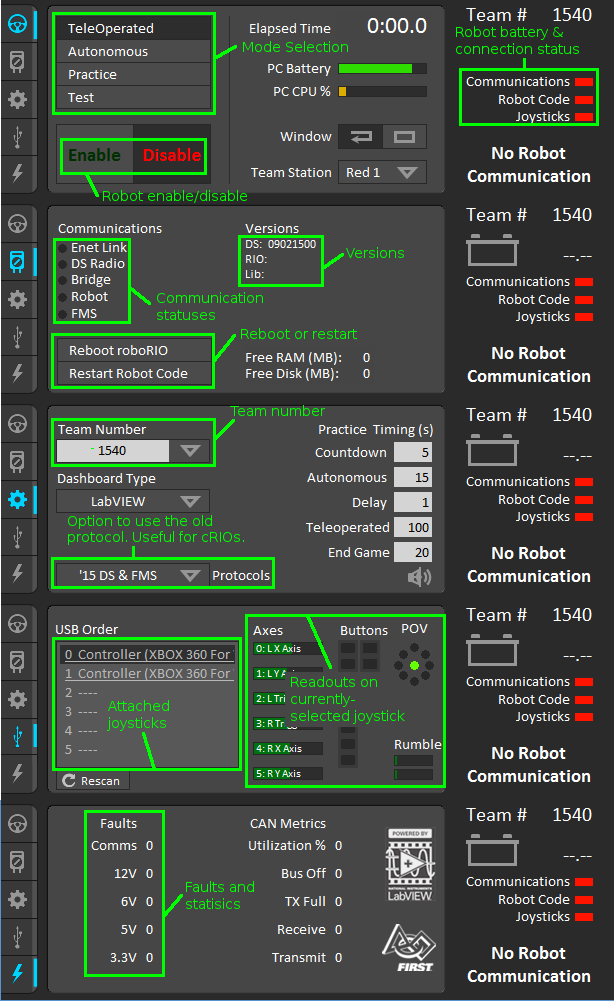 TeleOperated
Autonomous
Practice
Test
Elapsed Time 0:00.0
Mode Selection
PC Battery
PC CPU %
Window
Team Station Red 1
Enable Disable
Robot enable/disable
Team # 1540
Robot battery &
connection status
Communications
Robot Code
Joysticks
No Robot
Communication
Communications
Enet Link
DS Radio
Bridge
Robot
FMS
Communication
statuses
Versions
DS: 09021500
RIO:
Lib:
Versions
Reboot or restart
Reboot roboRIO
Restart Robot Code
Free RAM (MB): 0
Free Disk (MB): 0
Team # 1540
--.--
Communications
Robot Code
Joysticks
No Robot
Communication
Team Number
1540
Team number
Dashboard Type
LabVIEW
Option to use the old
protocol. Useful for cRIOs.
'15 DS & FMS Protocols
Practice Timing (s)
Countdown 5
Autonomous 15
Delay 1
Teleoperated 100
End Game 20
Team # 1540
--.--
Communications
Robot Code
Joysticks
No Robot
Communication
USB Order
0 Controller (XBOX 360 For
1 Controller (XBOX 360 For
2 ----
3 ----
4 ----
5 ----
Attached
joysticks
Rescan
Axes Buttons POV
0: L X Axis
1: L Y Axis
2: L Tri
3: R Trig
4: R X Axis
5: R Y Axis
Readouts on
currently-
selected joystick
Rumble
Team # 1540
--.--
Communications
Robot Code
Joysticks
No Robot
Communication
Faults
Comms 0
12V 0
6V 0
5V 0
3.3V 0
Faults and
statisics
CAN Metrics
Utilization % 0
Bus Off 0
TX Full 0
Receive 0
Transmit 0
POWERED BY
NATIONAL INSTRUMENTS
LabVIEW
FIRST
Team # 1540
--.--
Communications
Robot Code
Joysticks
No Robot
Communication